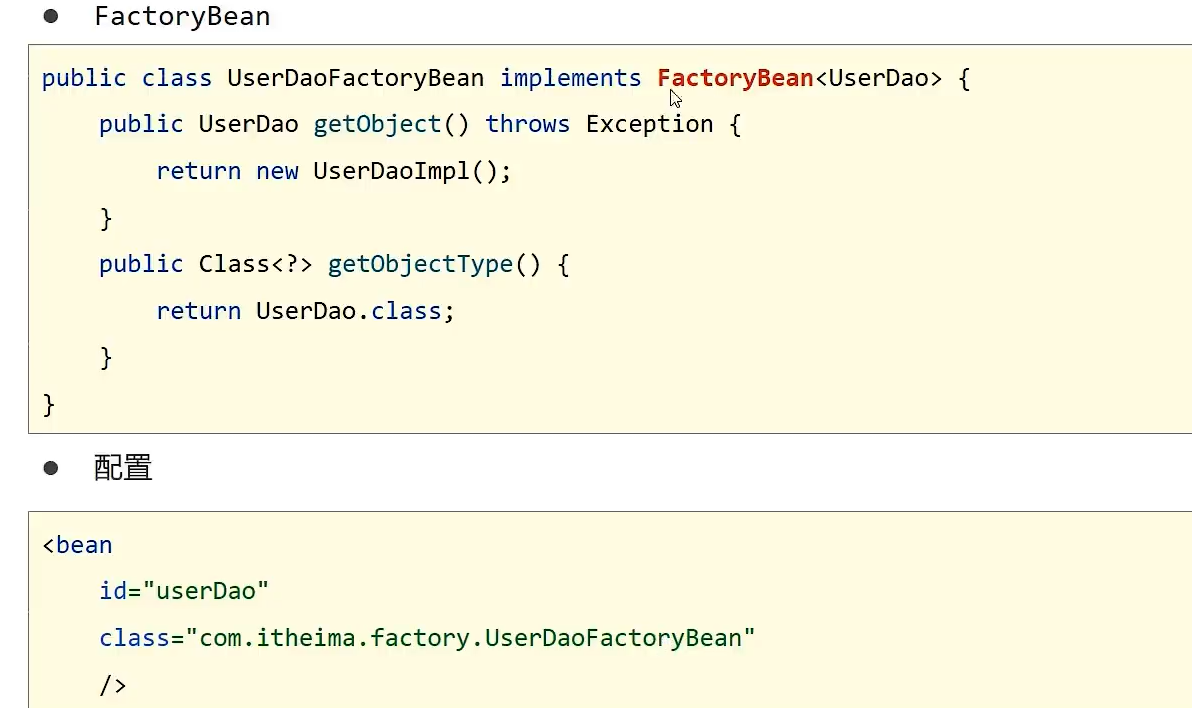 ● FactoryBean
public class UserDaoFactoryBean implements FactoryBean<UserDao> {
    public UserDao getObject() throws Exception {
        return new UserDaoImpl();
    }
    public Class<?> getObjectType() {
        return UserDao.class;
    }
}
● 配置
<bean
    id="userDao"
    class="com.itheima.factory.UserDaoFactoryBean"
    />